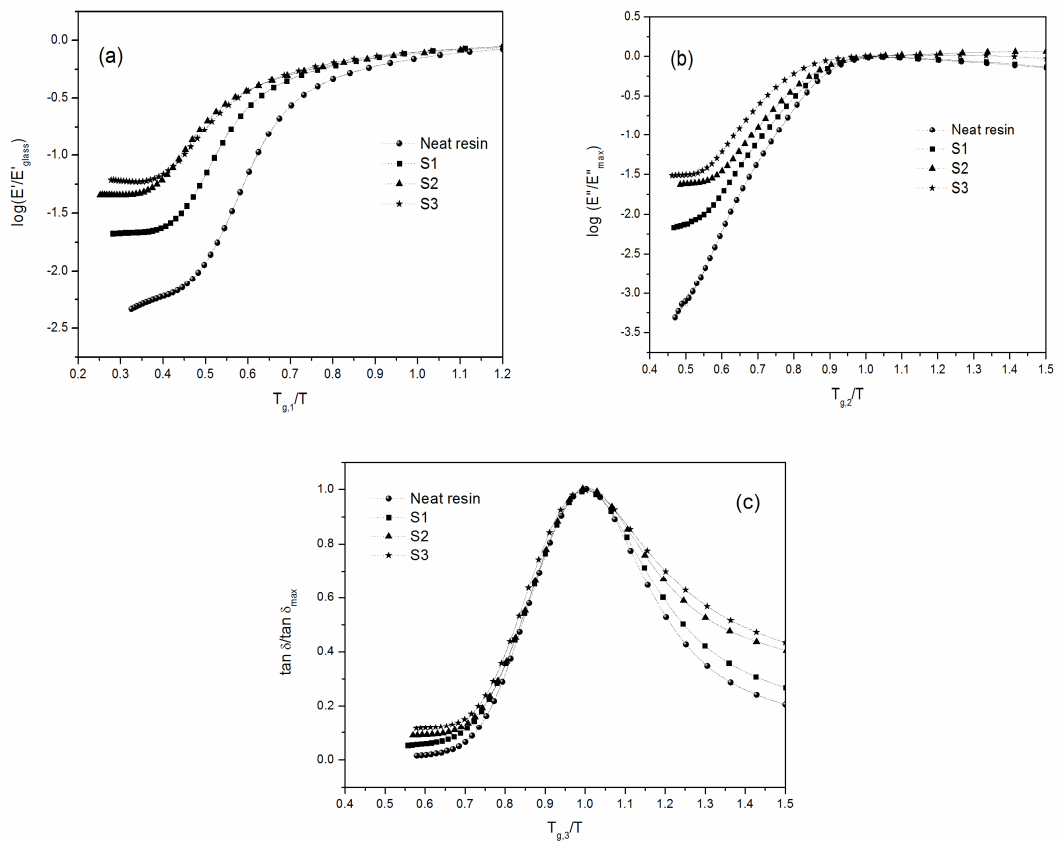 (a)
0.0
-0.5
-1.0
-1.5
-2.0
-2.5
log(E'/E'glass)
Neat resin
S1
S2
S3
0.2 0.3 0.4 0.5 0.6 0.7 0.8 0.9 1.0 1.1 1.2
Tg,1/T
(b)
0.5
0.0
-0.5
-1.0
-1.5
-2.0
-2.5
-3.0
-3.5
log (E"/E"max)
Neat resin
S1
S2
S3
0.4 0.5 0.6 0.7 0.8 0.9 1.0 1.1 1.2 1.3 1.4 1.5
Tg,2/T
(c)
1.0
0.8
0.6
0.4
0.2
0.0
tan δ/tan δmax
Neat resin
S1
S2
S3
0.4 0.5 0.6 0.7 0.8 0.9 1.0 1.1 1.2 1.3 1.4 1.5
Tg,3/T